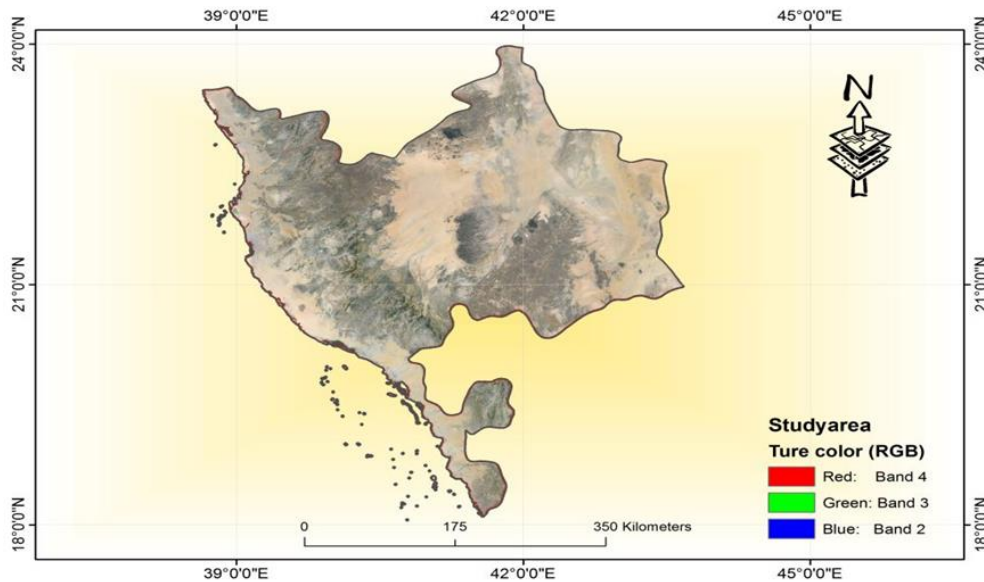 39°0'0"E 42°0'0"E 45°0'0"E
24°0'0"N 24°0'0"N
N
21°0'0"N 21°0'0"N
Studyarea
Ture color (RGB)
Red: Band 4
Green: Band 3
Blue: Band 2
0 175 350 Kilometers
18°0'0"N 18°0'0"N
39°0'0"E 42°0'0"E 45°0'0"E